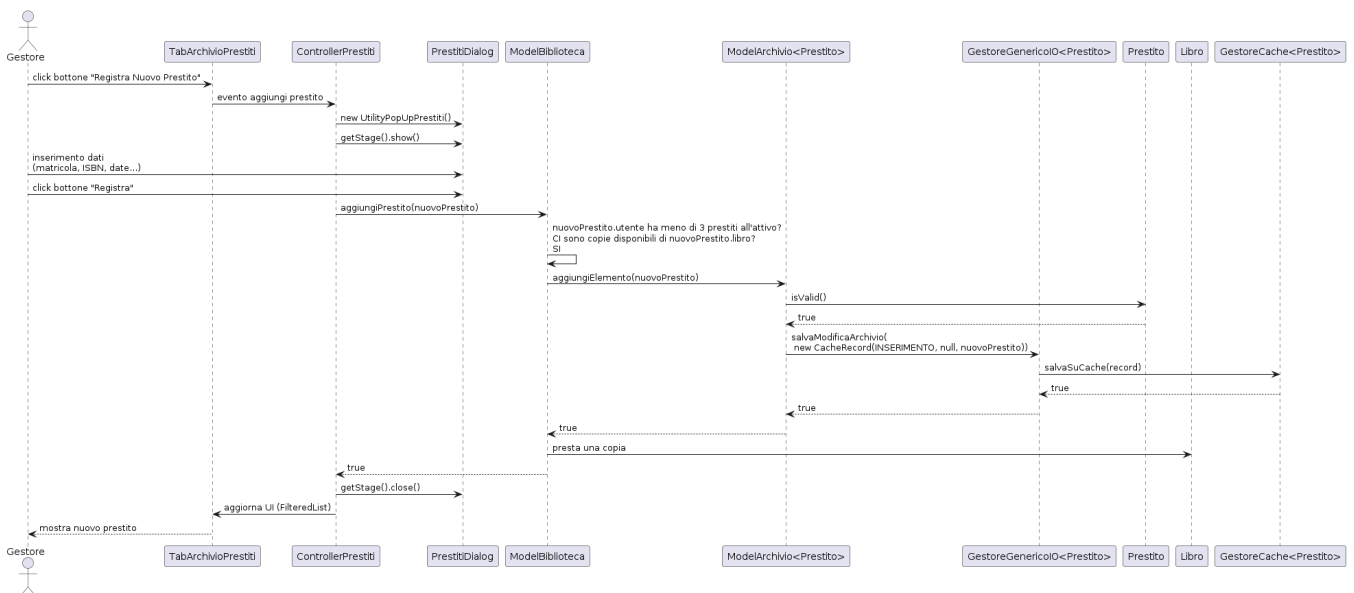 Gestore
TabArchivioPrestiti
ControllerPrestiti
PrestitiDialog
ModelBiblioteca
ModelArchivio<Prestito>
GestoreGenericoIO<Prestito>
Prestito
Libro
GestoreCache<Prestito>
click bottone "Registra Nuovo Prestito"
evento aggiungi prestito
new UtilityPopUpPrestiti()
getStage().show()
inserimento dati
(matricola, ISBN, date...)
click bottone "Registra"
aggiungiPrestito(nuovoPrestito)
nuovoPrestito.utente ha meno di 3 prestiti all'attivo?
CI sono copie disponibili di nuovoPrestito.libro?
SI
aggiungiElemento(nuovoPrestito)
isValid()
true
salvaModificaArchivio(
new CacheRecord(INSERIMENTO, null, nuovoPrestito))
salvaSuCache(record)
true
true
true
presta una copia
true
getStage().close()
aggiorna UI (FilteredList)
mostra nuovo prestito
Gestore
TabArchivioPrestiti
ControllerPrestiti
PrestitiDialog
ModelBiblioteca
ModelArchivio<Prestito>
GestoreGenericoIO<Prestito>
Prestito
Libro
GestoreCache<Prestito>